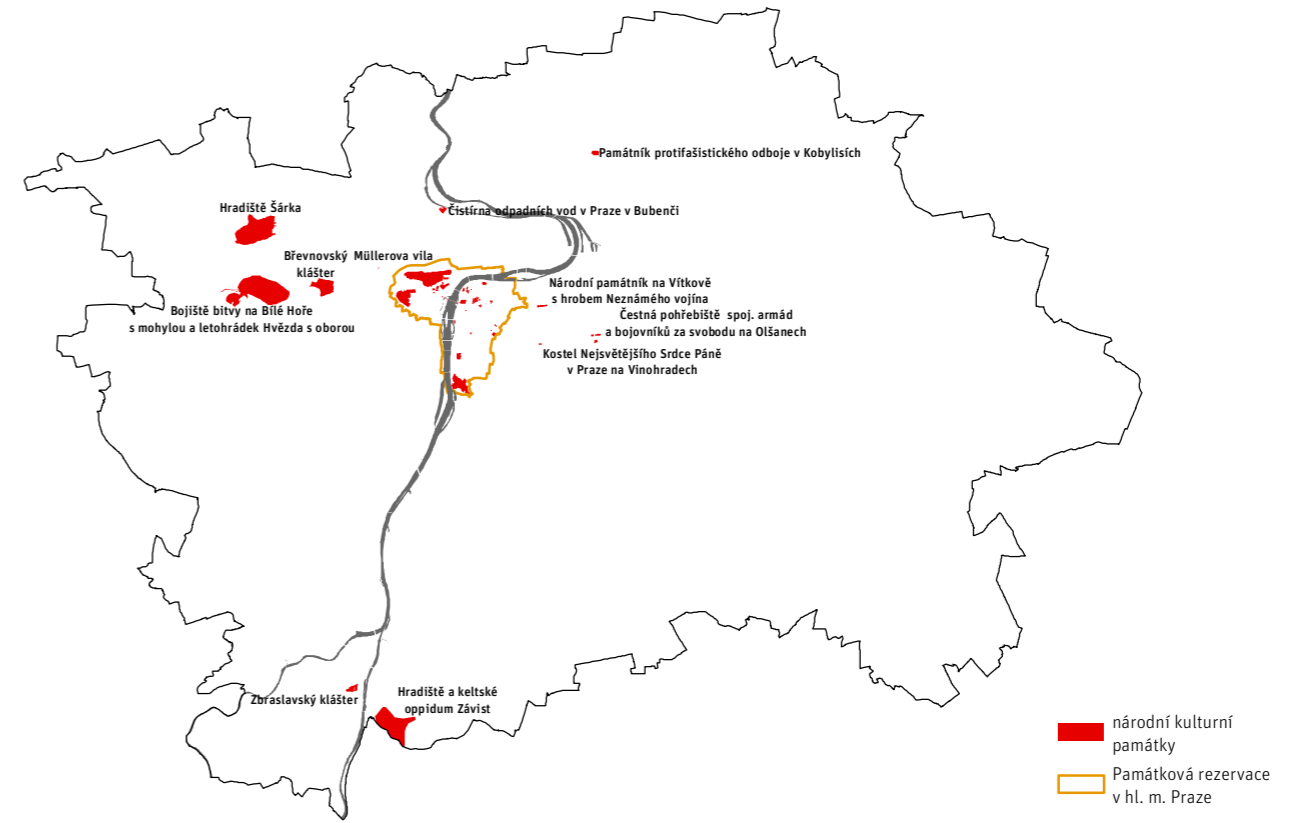 Památník protifašistického odboje v Kobylisích
Hradiště Šárka
Čistírna odpadních vod v Praze v Bubenči
Břevnovský
klášter
Müllerova vila
Bojiště bitvy na Bílé Hoře
s mohylou a letohrádek Hvězda s oborou
Národní památník na Vítkově
s hrobem Neznámého vojína
Čestná pohřebiště spoj. armád
a bojovníků za svobodu na Olšanech
Kostel Nejsvětějšího Srdce Páně
v Praze na Vinohradech
Zbraslavský klášter
Hradiště a keltské
oppidum Závist
národní kulturní
památky
Památková rezervace
v hl. m. Praze